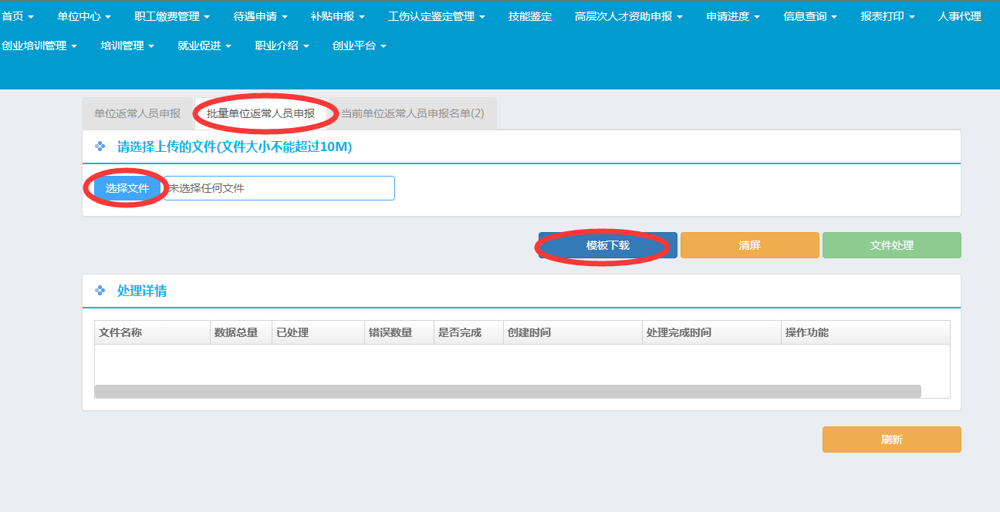 首页 单位中心 职工缴费管理 待遇申请 补贴申报 工伤认定鉴定管理 技能鉴定 高层次人才资助申报 申请进度 信息查询 报表打印 人事代理
创业培训管理 培训管理 就业促进 职业介绍 创业平台
单位返常人员申报 批量单位返常人员申报 当前单位返常人员申报名单(2)
请选择上传的文件(文件大小不能超过10M)
选择文件 未选择任何文件
模板下载 清屏 文件处理
处理详情
文件名称 数据总量 已处理 错误数量 是否完成 创建时间 处理完成时间 操作功能
刷新